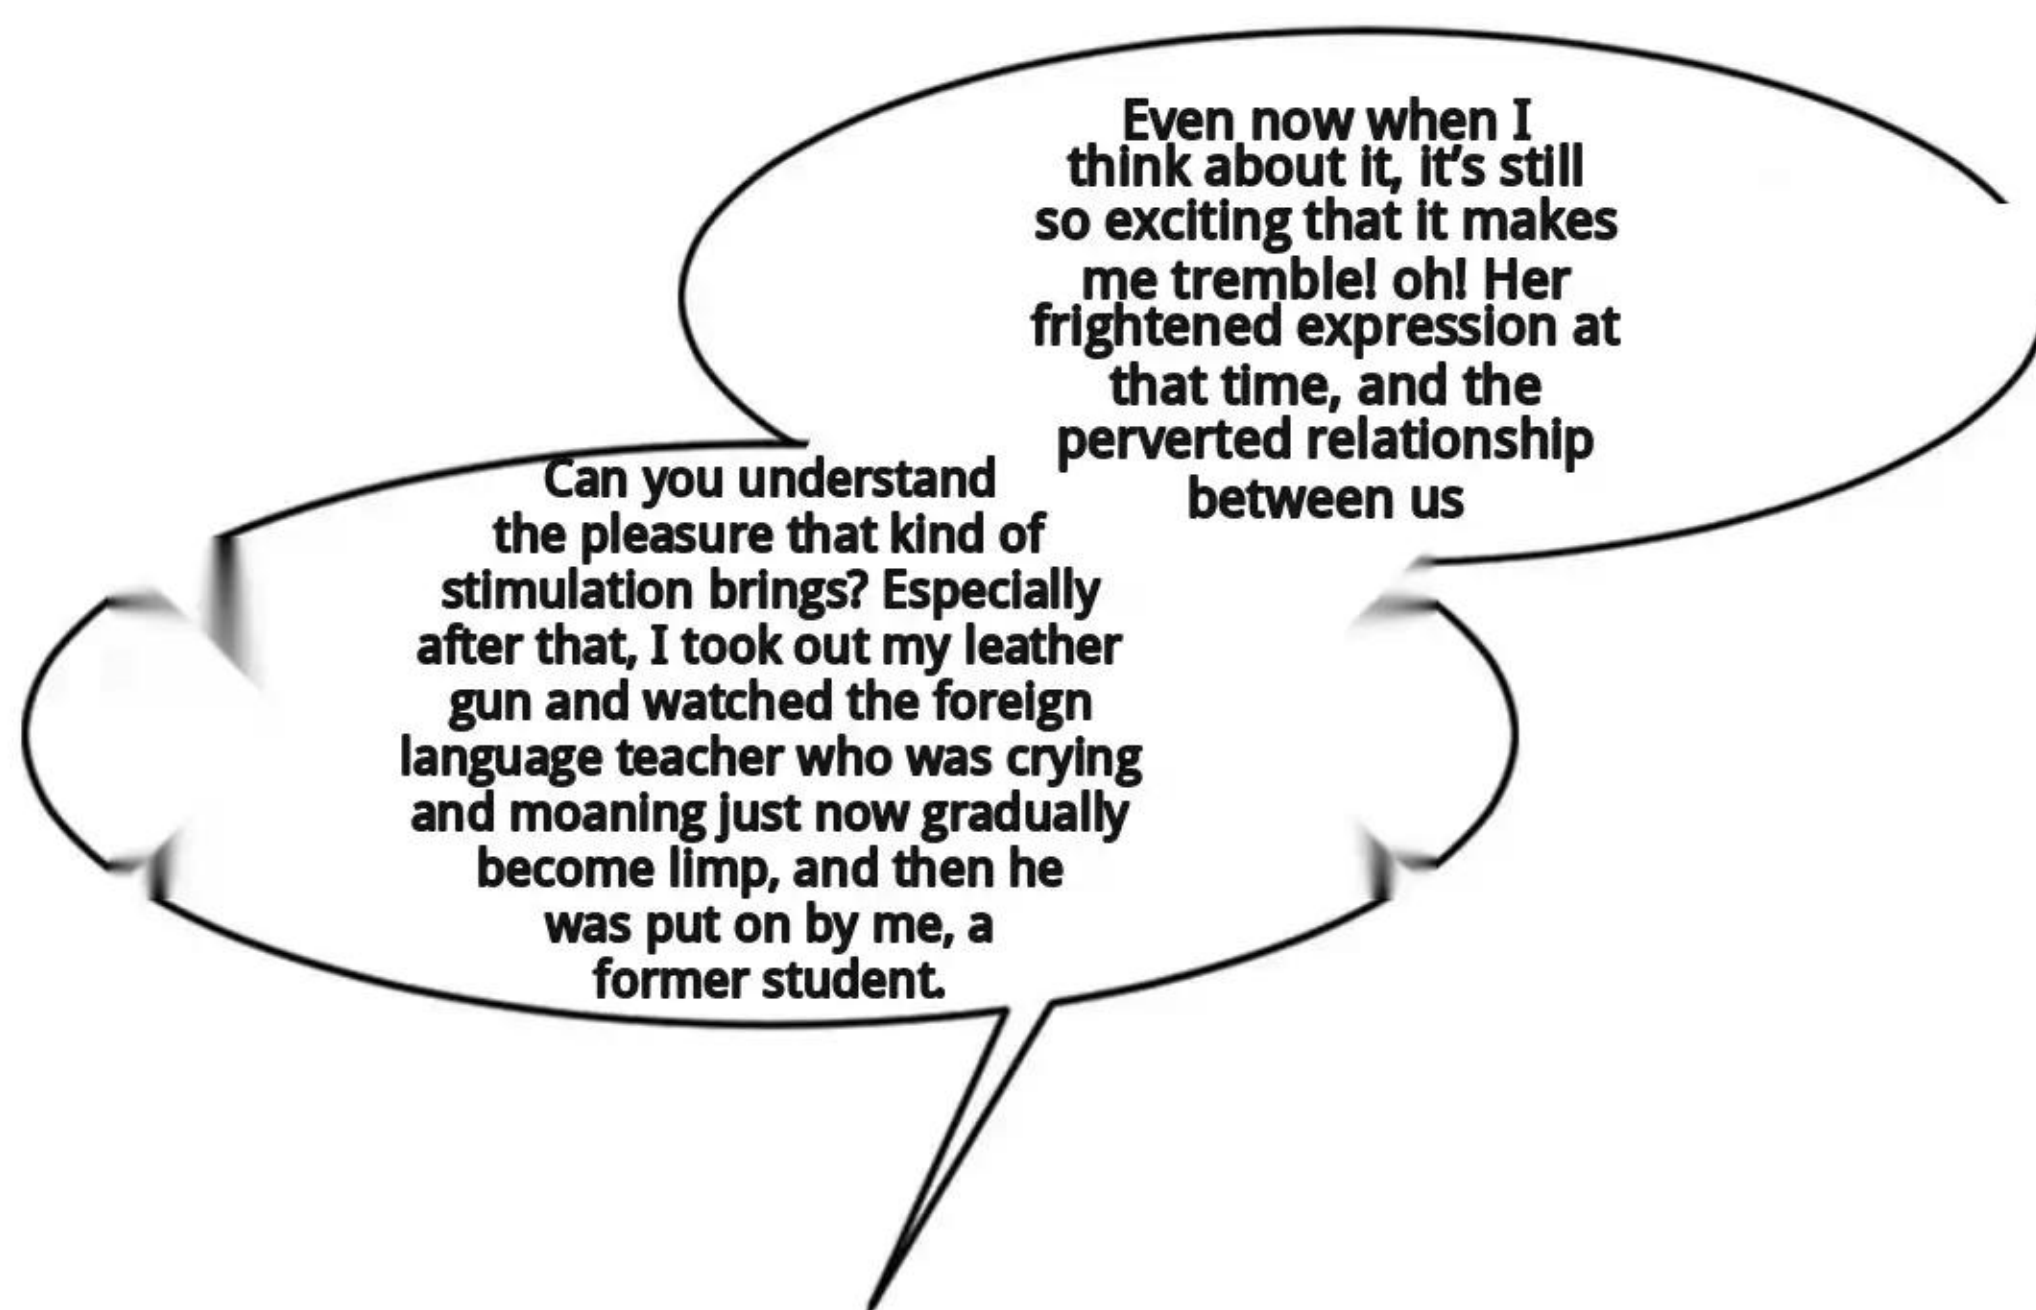 Even now when I
think about it, it's still
so exciting that it makes
me tremble! oh! Her
frightened expression at
that time, and the
perverted relationship
between us
Can you understand
the pleasure that kind of
stimulation brings? Especially
after that, I took out my leather
gun and watched the foreign
language teacher who was crying
and moaning just now gradually
become limp, and then he
was put on by me, a
former student.